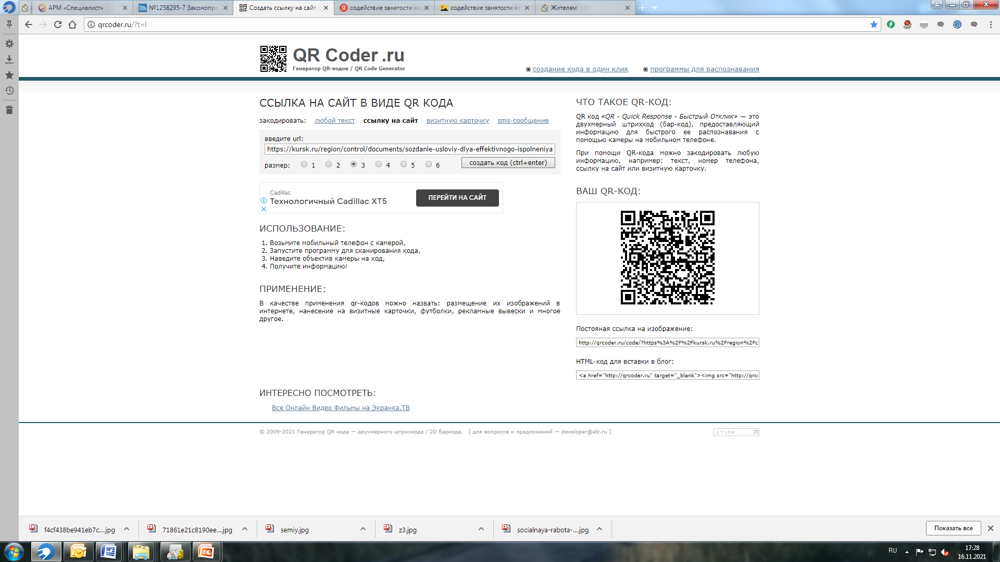 АРМ «Специалист»
№1258295-7 Законопро
Создать ссылку на сайт
содействие занятости на
содействие занятости на
Жителям
qrcoder.ru/?t=l
QR Coder .ru
Генератор QR-кодов / QR Code Generator
создание кода в один клик
программы для распознавания
ССЫЛКА НА САЙТ В ВИДЕ QR КОДА
закодировать: любой текст ссылку на сайт визитную карточку sms-сообщение
введите url:
https://kursk.ru/region/control/documents/sozdanie-usloviy-dlya-effektivnogo-ispolneniya-
размер: 1 2 3 4 5 6 создать код (ctrl+enter)
Cadillac
Технологичный Cadillac XT5
ПЕРЕЙТИ НА САЙТ
ИСПОЛЬЗОВАНИЕ:
1. Возьмите мобильный телефон с камерой,
2. Запустите программу для сканирования кода,
3. Наведите объектив камеры на код,
4. Получите информацию!
ПРИМЕНЕНИЕ:
В качестве применения qr-кодов можно назвать: размещение их изображений в
интернете, нанесение на визитные карточки, футболки, рекламные вывески и многое
другое.
ИНТЕРЕСНО ПОСМОТРЕТЬ:
Все Онлайн Видео Фильмы на Экранка.ТВ
ЧТО ТАКОЕ QR-КОД:
QR код «QR - Quick Response - Быстрый Отклик» — это
двухмерный штрихкод (бар-код), предоставляющий
информацию для быстрого ее распознавания с
помощью камеры на мобильном телефоне.
При помощи QR-кода можно закодировать любую
информацию, например: текст, номер телефона,
ссылку на сайт или визитную карточку.
ВАШ QR-КОД:
Постояная ссылка на изображение:
http://qrcoder.ru/code/?https%3A%2F%2Fkursk.ru%2Fregion%2Fc
HTML-код для вставки в блог:
<a href="http://qrcoder.ru" target="_blank"><img src="http://qrc
© 2009-2021 Генератор QR кода — двухмерного штрихкода / 2D баркода. [ для вопросов и предложений — developer@alz.ru ]
17108
f4cf438be941eb7c....jpg
71861e21c8190ee....jpg
semiy.jpg
z3.jpg
socialnaya-rabota-....jpg
Показать все
RU
17:28
16.11.2021